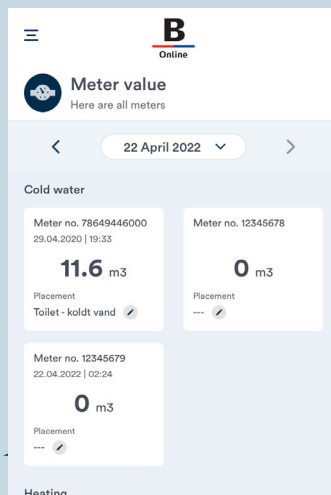 B
Online
Meter value
Here are all meters
22 April 2022
Cold water
Meter no. 78649446000
29.04.2020 | 19:33
11.6 m3
Placement
Toilet - koldt vand
Meter no. 12345678
0 m3
Placement
---
Meter no. 12345679
22.04.2022 | 02:24
0 m3
Placement
---
Heating